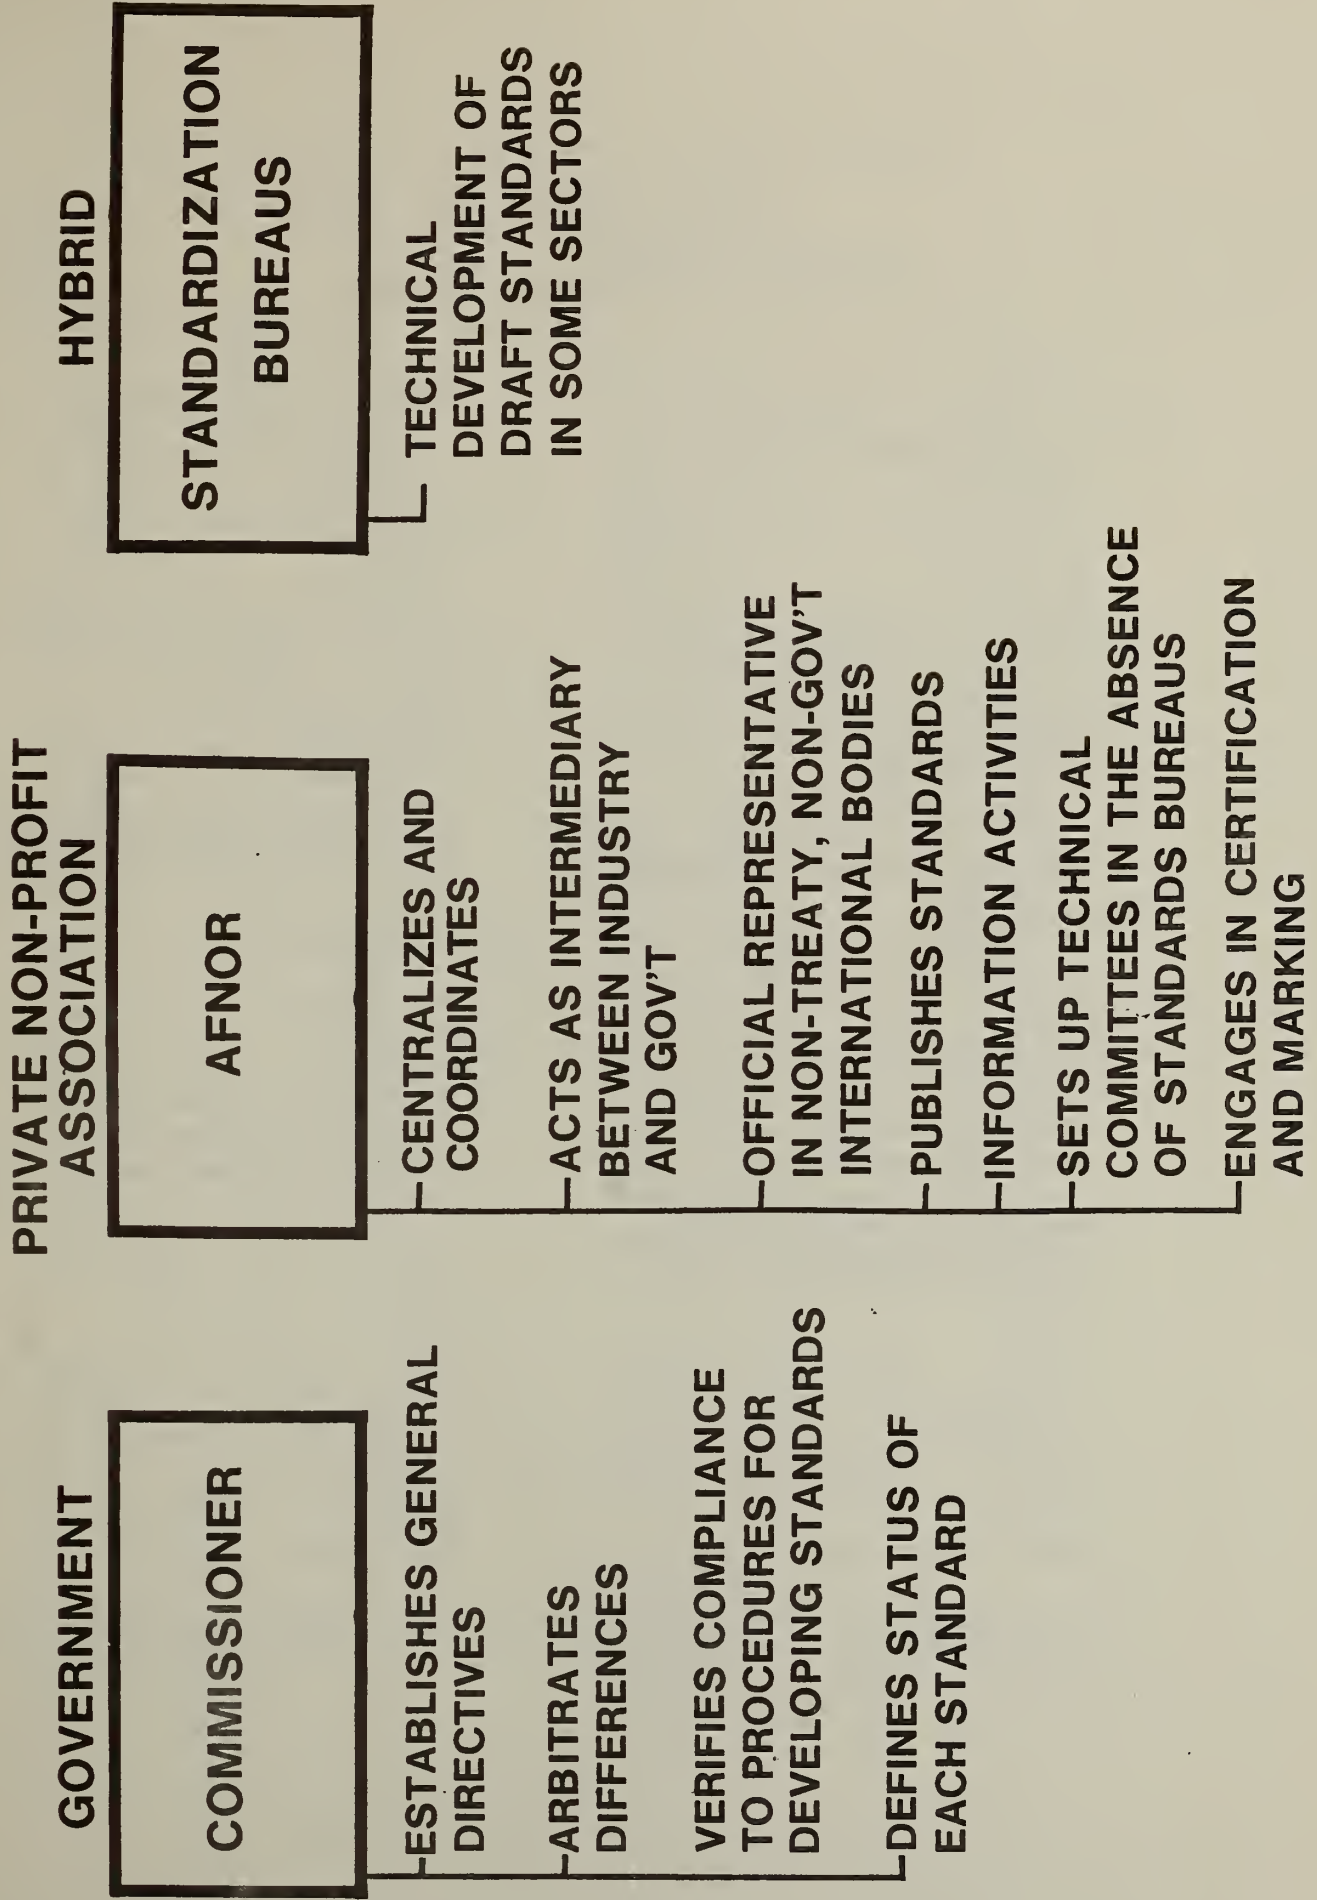 GOVERNMENT
COMMISSIONER
ESTABLISHES GENERAL
DIRECTIVES
ARBITRATES
DIFFERENCES
VERIFIES COMPLIANCE
TO PROCEDURES FOR
DEVELOPING STANDARDS
DEFINES STATUS OF
EACH STANDARD
PRIVATE NON-PROFIT
ASSOCIATION
AFNOR
CENTRALIZES AND
COORDINATES
ACTS AS INTERMEDIARY
BETWEEN INDUSTRY
AND GOV'T
OFFICIAL REPRESENTATIVE
IN NON-TREATY, NON-GOV'T
INTERNATIONAL BODIES
PUBLISHES STANDARDS
INFORMATION ACTIVITIES
SETS UP TECHNICAL
COMMITTEES IN THE ABSENCE
OF STANDARDS BUREAUS
ENGAGES IN CERTIFICATION
AND MARKING
HYBRID
STANDARDIZATION
BUREAUS
TECHNICAL
DEVELOPMENT OF
DRAFT STANDARDS
IN SOME SECTORS